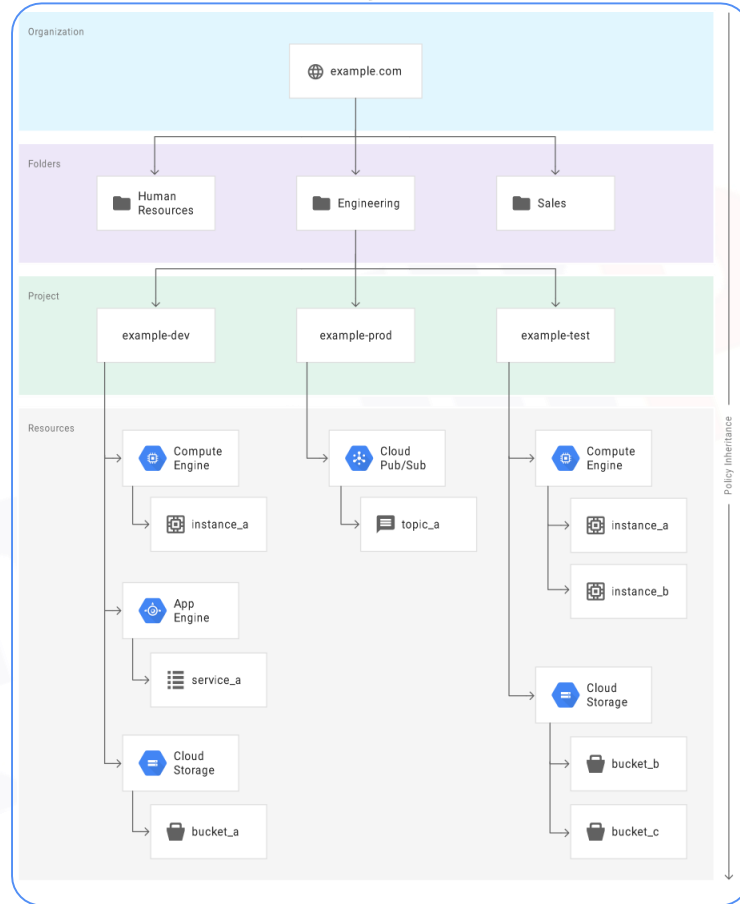 Organization
example.com
Folders
Human
Resources
Engineering
Sales
Project
example-dev
example-prod
example-test
Resources
Compute
Engine
instance_a
App
Engine
service_a
Cloud
Storage
bucket_a
Cloud
Pub/Sub
topic_a
Compute
Engine
instance_a
instance_b
Cloud
Storage
bucket_b
bucket_c
Policy Inheritance